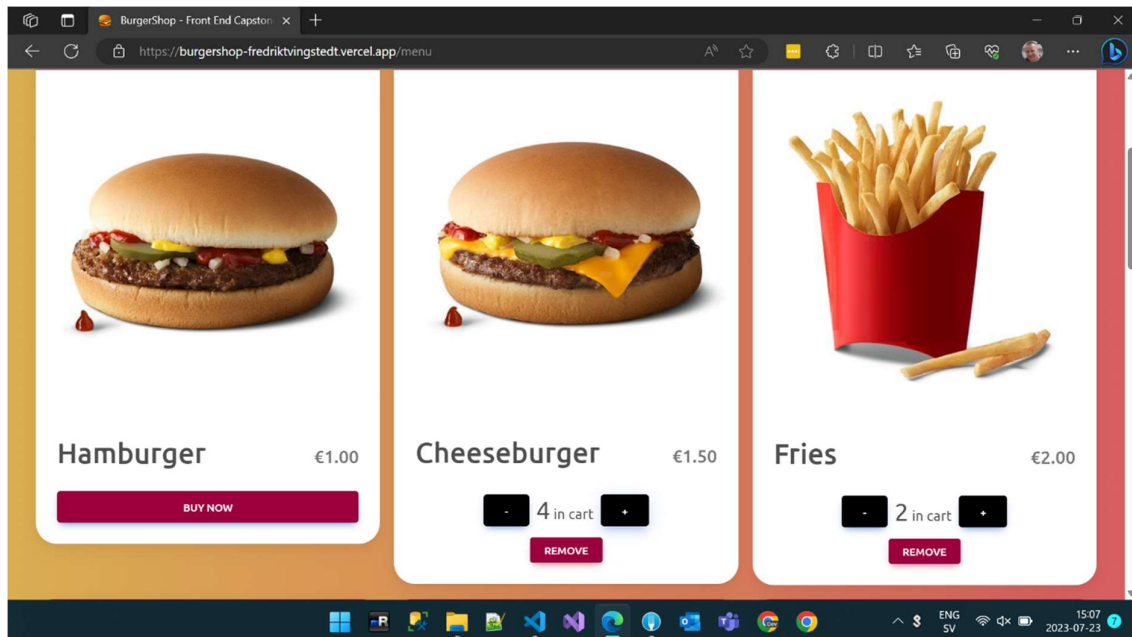 BurgerShop - Front End Capston
https://burgershop-fredriktvingstedt.vercel.app/menu
Hamburger
€1.00
BUY NOW
Cheeseburger
€1.50
- 4 in cart +
REMOVE
Fries
€2.00
- 2 in cart +
REMOVE
ENG
SV
15:07
2023-07-23
7